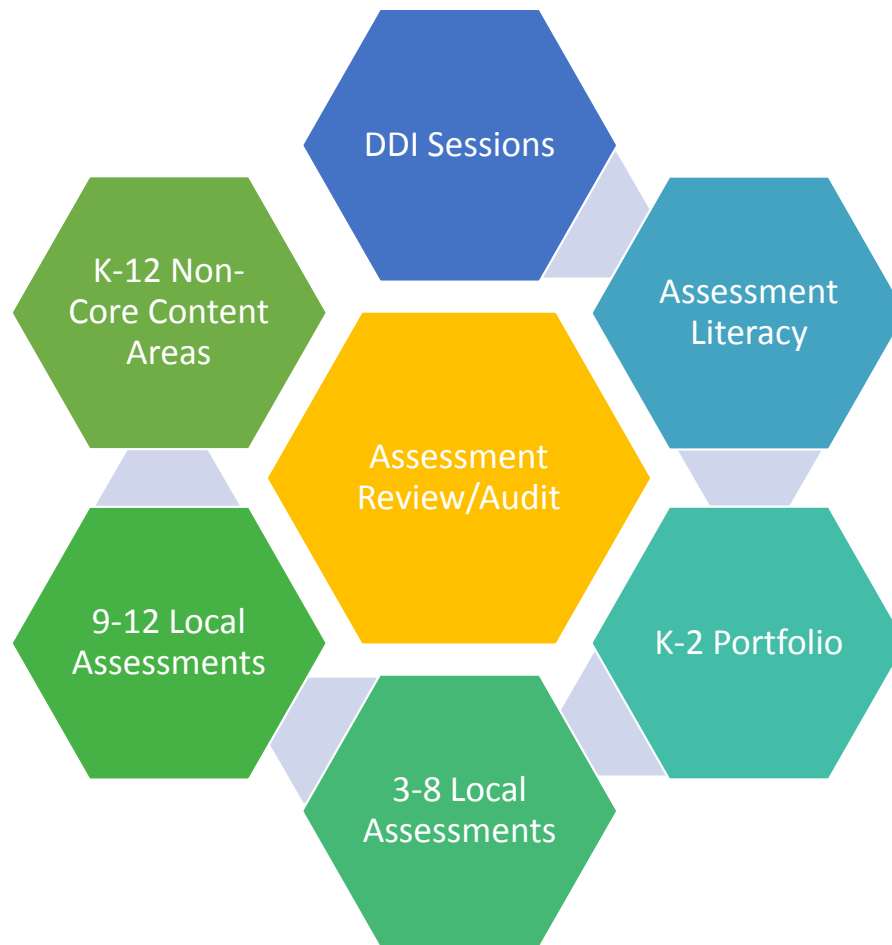 DDI Sessions
Assessment
Literacy
K-2 Portfolio
3-8 Local
Assessments
9-12 Local
Assessments
K-12 Non-
Core Content
Areas
Assessment
Review/Audit